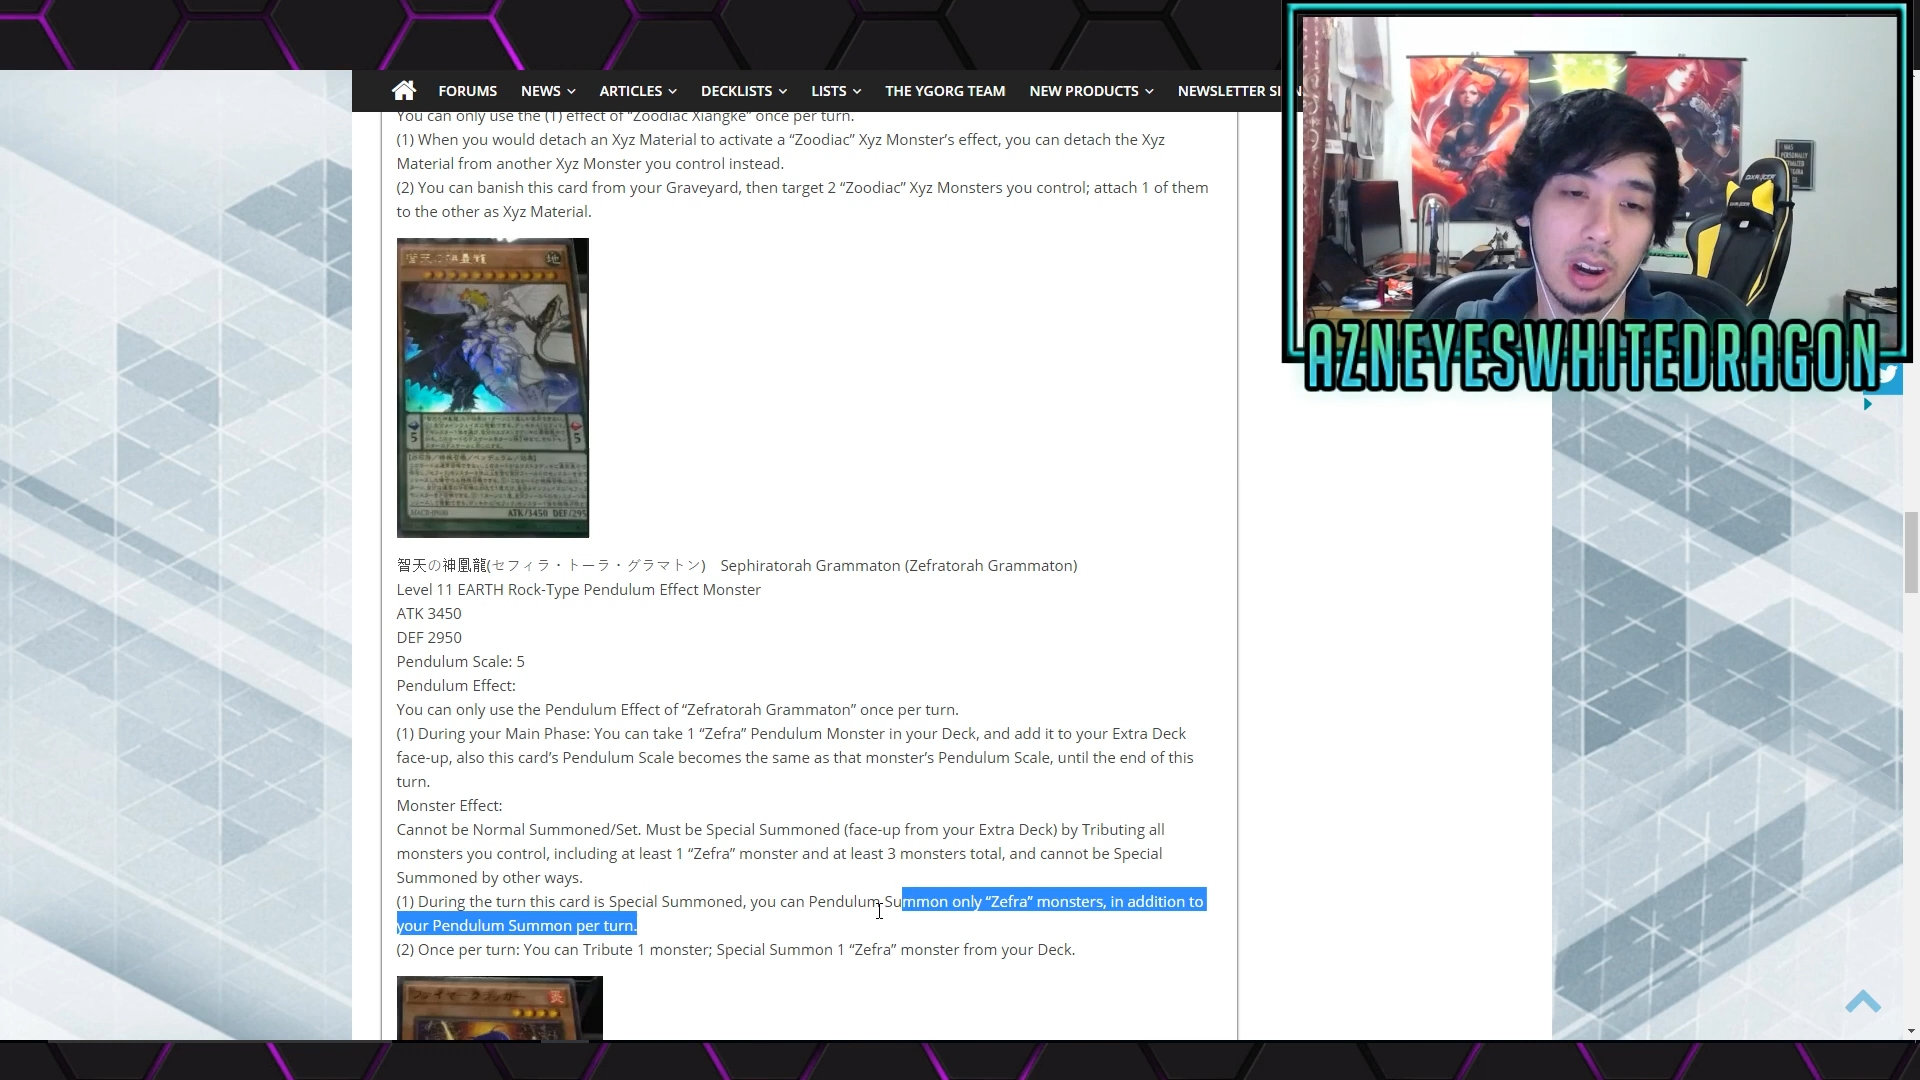 FORUMS NEWS ARTICLES DECKLISTS LISTS THE YGORG TEAM NEW PRODUCTS NEWSLETTER
You can only use the (1) effect of “Zoodiac Xiangke” once per turn.
(1) When you would detach an Xyz Material to activate a “Zoodiac” Xyz Monster’s effect, you can detach the Xyz
Material from another Xyz Monster you control instead.
(2) You can banish this card from your Graveyard, then target 2 “Zoodiac” Xyz Monsters you control; attach 1 of them
to the other as Xyz Material.
地
5 5
ATK/3450 DEF/295
智天の神凰龍(セフィラ・トーラ・グラマトン) Sephiratorah Grammaton (Zefratorah Grammaton)
Level 11 EARTH Rock-Type Pendulum Effect Monster
ATK 3450
DEF 2950
Pendulum Scale: 5
Pendulum Effect:
You can only use the Pendulum Effect of “Zefratorah Grammaton” once per turn.
(1) During your Main Phase: You can take 1 “Zefra” Pendulum Monster in your Deck, and add it to your Extra Deck
face-up, also this card’s Pendulum Scale becomes the same as that monster’s Pendulum Scale, until the end of this
turn.
Monster Effect:
Cannot be Normal Summoned/Set. Must be Special Summoned (face-up from your Extra Deck) by Tributing all
monsters you control, including at least 1 “Zefra” monster and at least 3 monsters total, and cannot be Special
Summoned by other ways.
(1) During the turn this card is Special Summoned, you can Pendulum Summon only “Zefra” monsters, in addition to
your Pendulum Summon per turn.
(2) Once per turn: You can Tribute 1 monster; Special Summon 1 “Zefra” monster from your Deck.
炎
AZNEYESWHITEDRAGON